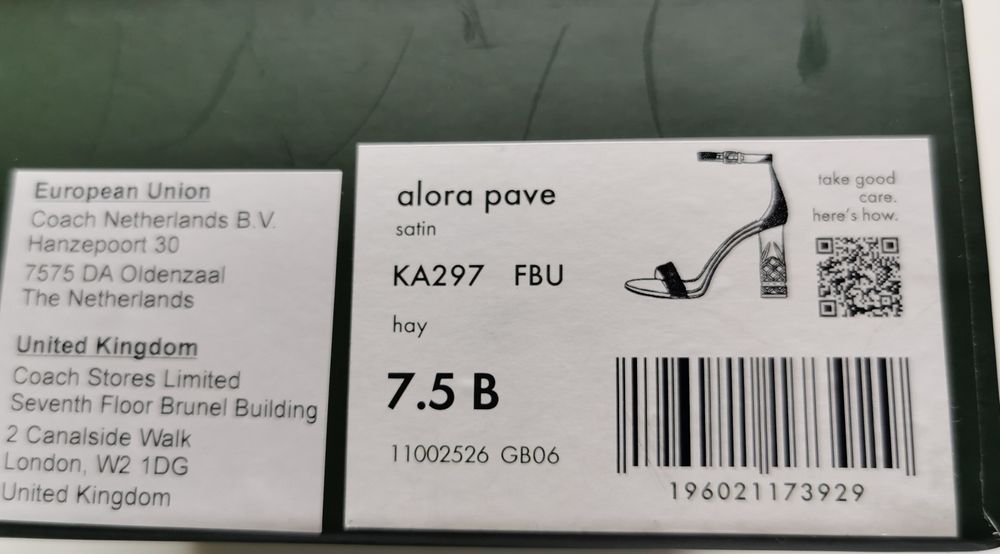 European Union
Coach Netherlands B.V.
Hanzepoort 30
7575 DA Oldenzaal
The Netherlands
United Kingdom
Coach Stores Limited
Seventh Floor Brunel Building
2 Canalside Walk
London, W2 1DG
United Kingdom
alora pave
satin
KA297 FBU
hay
7.5 B
11002526 GB06
take good
care.
here's how.
196021173929